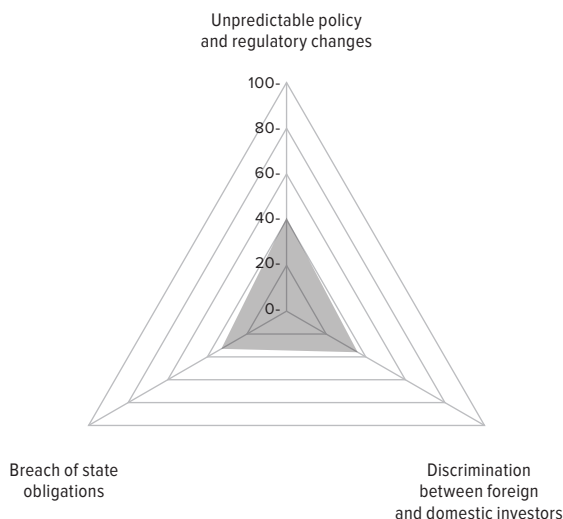 Unpredictable policy
and regulatory changes
100-
80-
60-
40-
20-
0-
Breach of state
obligations
Discrimination
between foreign
and domestic investors